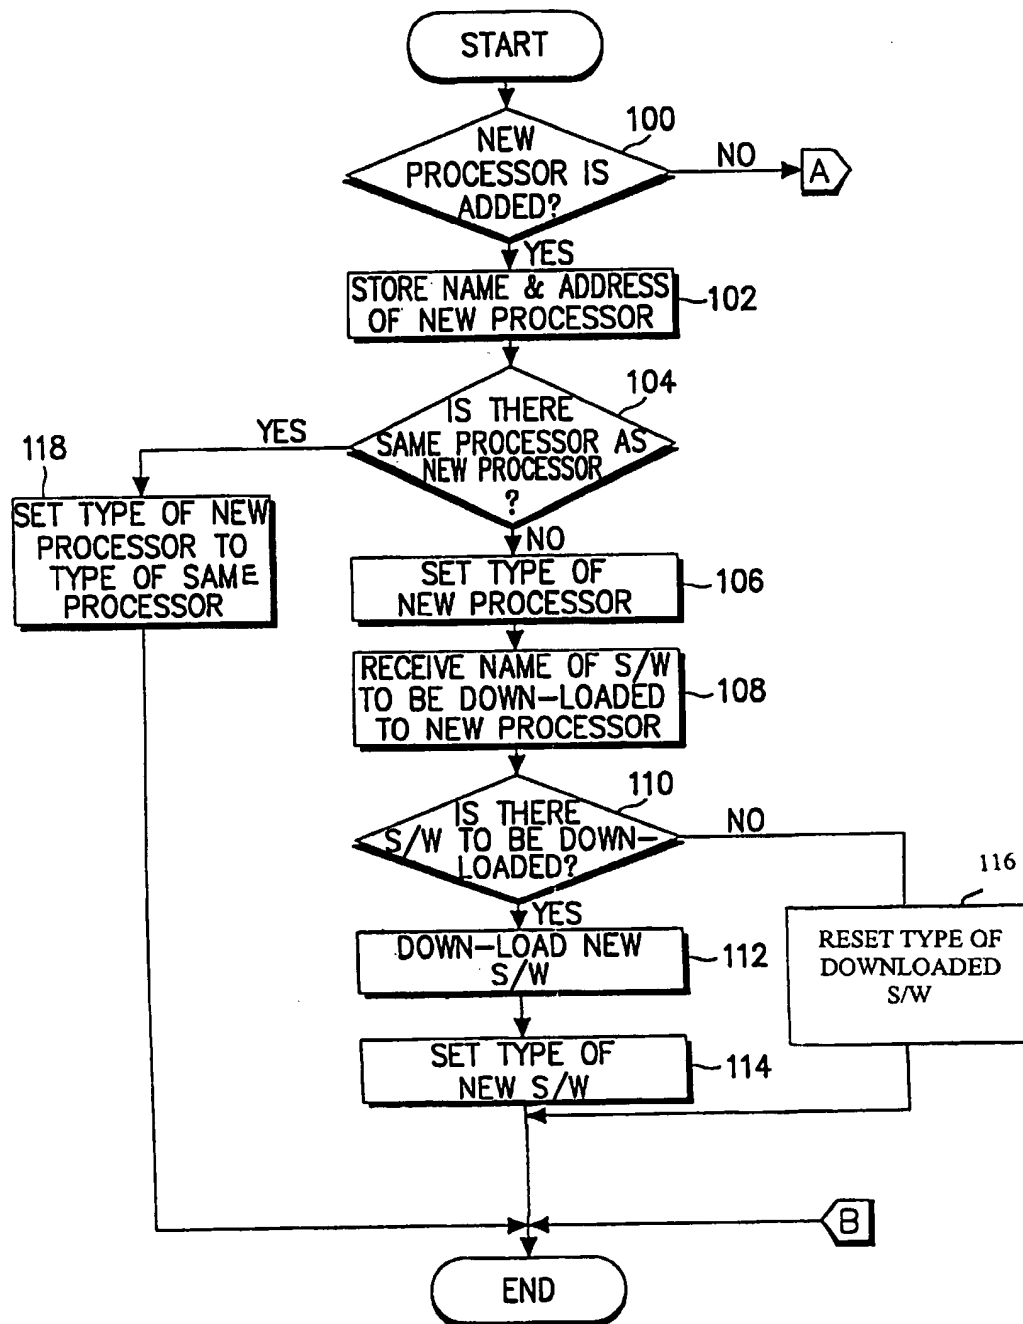 START
100
NEW
PROCESSOR IS
ADDED?
NO
A
YES
STORE NAME & ADDRESS
OF NEW PROCESSOR
102
104
IS THERE
SAME PROCESSOR AS
NEW PROCESSOR
?
YES
118
SET TYPE OF NEW
PROCESSOR TO
TYPE OF SAME
PROCESSOR
NO
SET TYPE OF
NEW PROCESSOR
106
RECEIVE NAME OF S/W
TO BE DOWN-LOADED
TO NEW PROCESSOR
108
110
IS THERE
S/W TO BE DOWN-
LOADED?
NO
116
RESET TYPE OF
DOWNLOADED
S/W
YES
DOWN-LOAD NEW
S/W
112
SET TYPE OF
NEW S/W
114
B
END